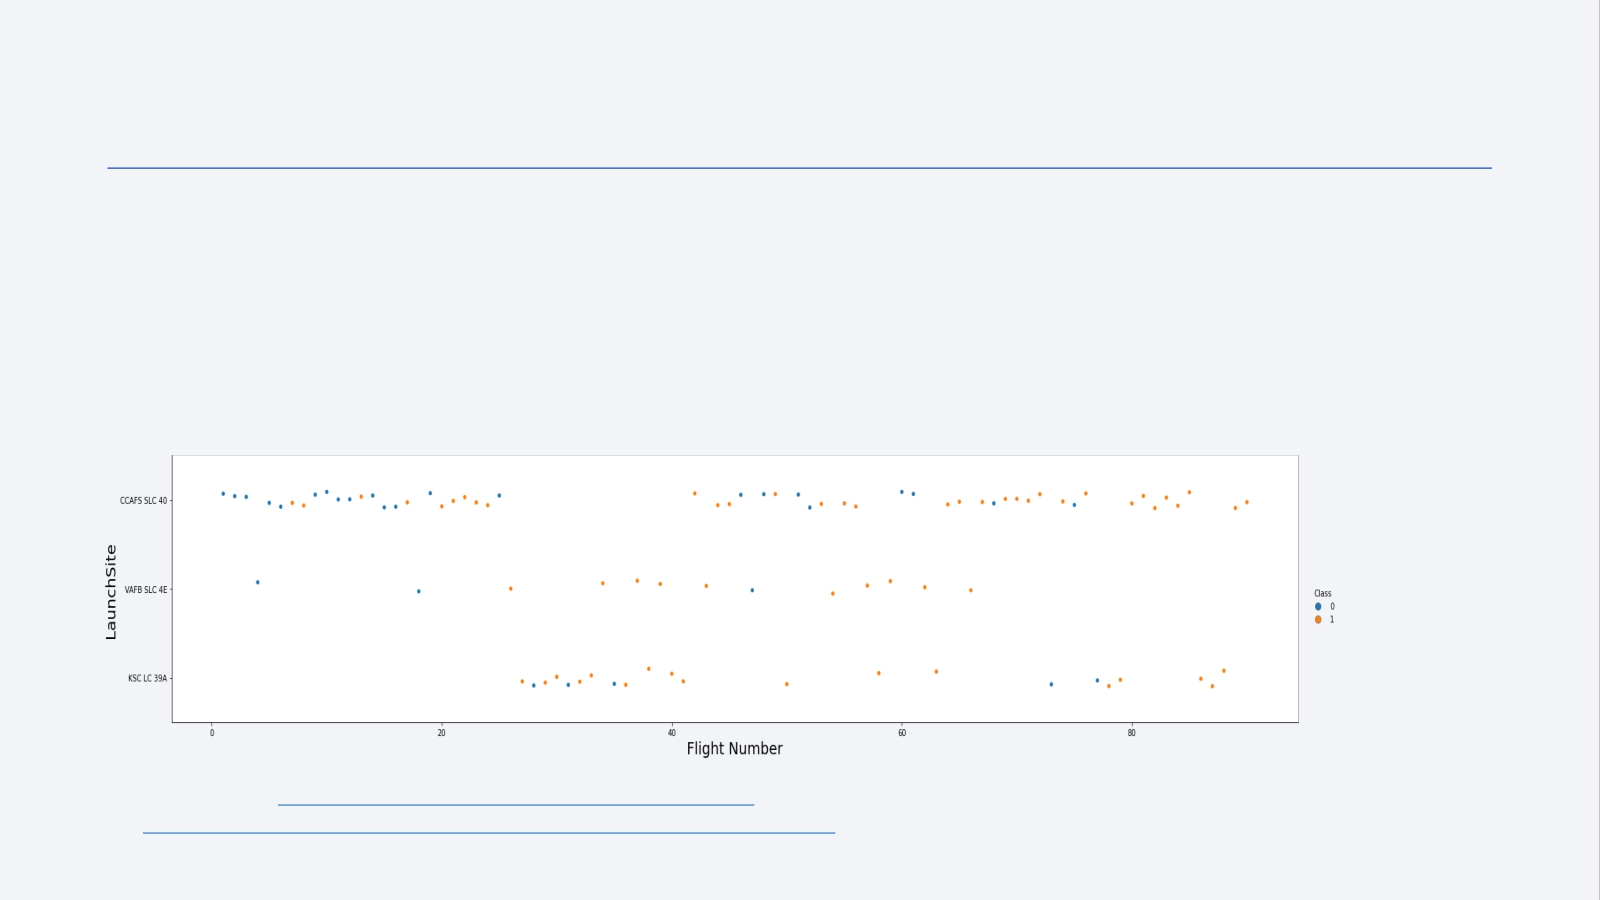 CCAFS SLC 40
VAFB SLC 4E
KSC LC 39A
LaunchSite
0 20 40 60 80
Flight Number
Class
0
1